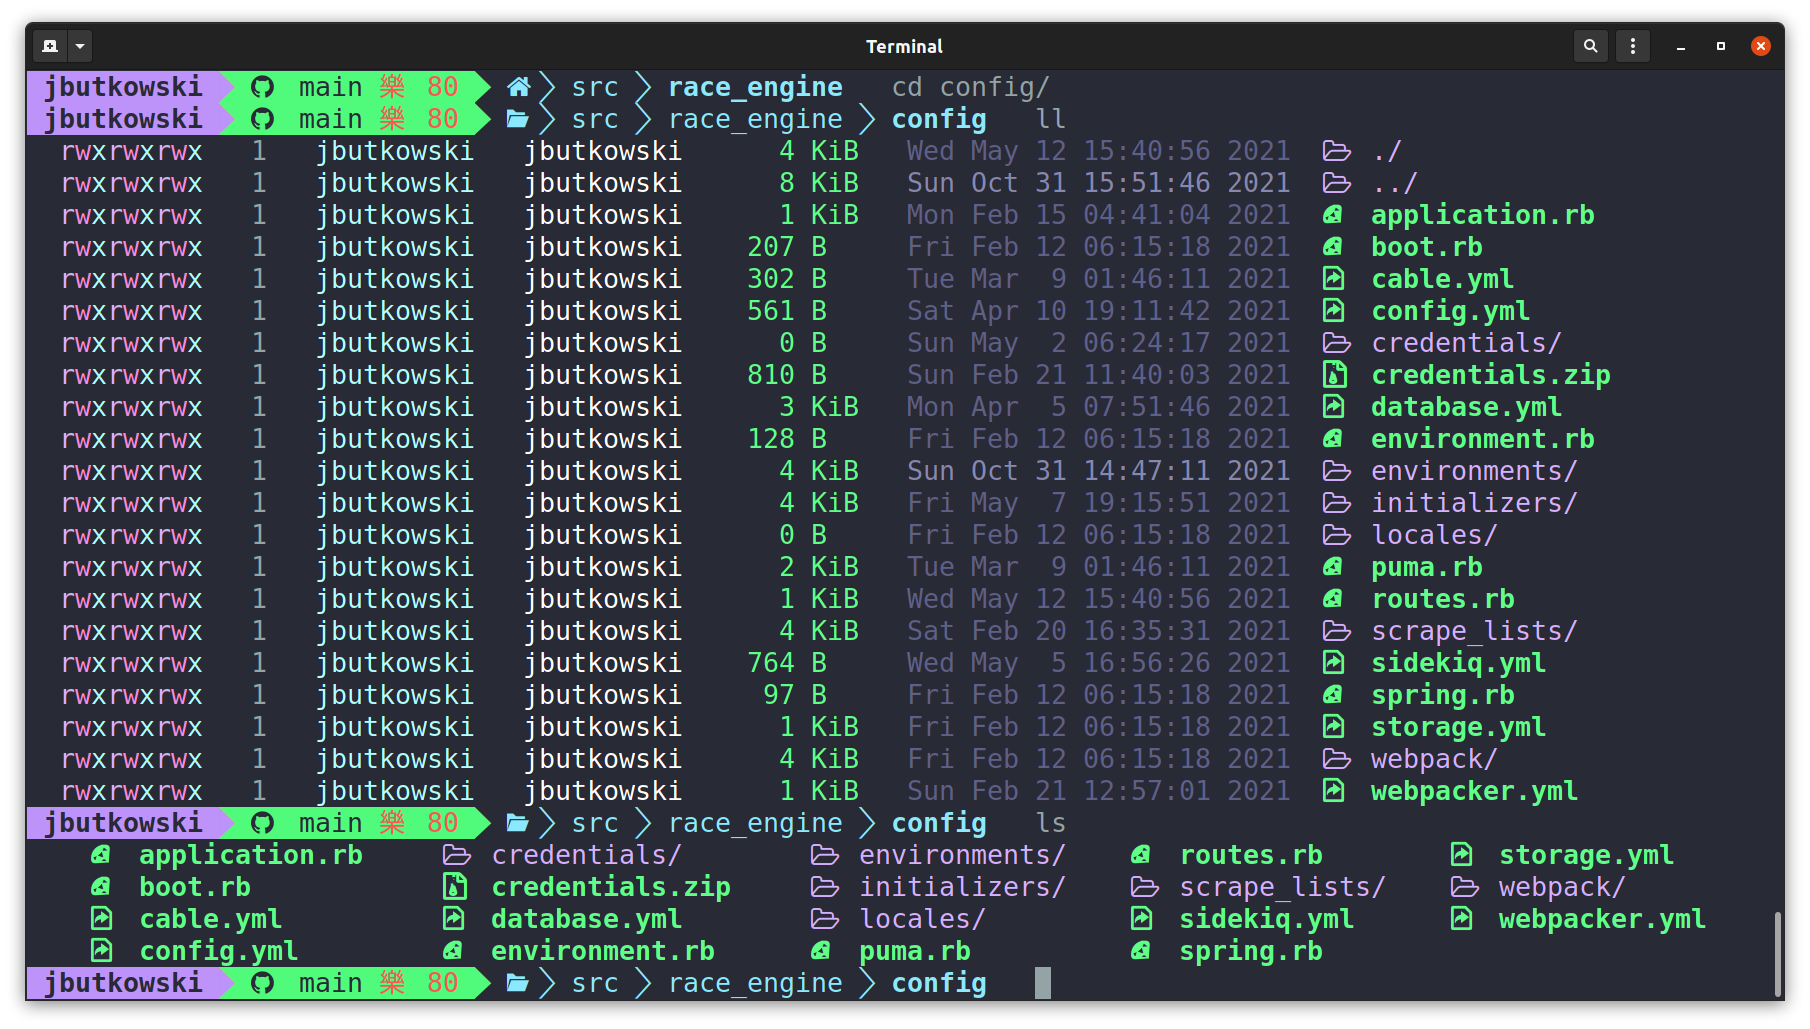 Terminal
jbutkowski main 樂 80 src race_engine cd config/
jbutkowski main 樂 80 src race_engine config ll
rwxrwxrwx 1 jbutkowski jbutkowski 4 KiB Wed May 12 15:40:56 2021 ./
rwxrwxrwx 1 jbutkowski jbutkowski 8 KiB Sun Oct 31 15:51:46 2021 ../
rwxrwxrwx 1 jbutkowski jbutkowski 1 KiB Mon Feb 15 04:41:04 2021 application.rb
rwxrwxrwx 1 jbutkowski jbutkowski 207 B Fri Feb 12 06:15:18 2021 boot.rb
rwxrwxrwx 1 jbutkowski jbutkowski 302 B Tue Mar 9 01:46:11 2021 cable.yml
rwxrwxrwx 1 jbutkowski jbutkowski 561 B Sat Apr 10 19:11:42 2021 config.yml
rwxrwxrwx 1 jbutkowski jbutkowski 0 B Sun May 2 06:24:17 2021 credentials/
rwxrwxrwx 1 jbutkowski jbutkowski 810 B Sun Feb 21 11:40:03 2021 credentials.zip
rwxrwxrwx 1 jbutkowski jbutkowski 3 KiB Mon Apr 5 07:51:46 2021 database.yml
rwxrwxrwx 1 jbutkowski jbutkowski 128 B Fri Feb 12 06:15:18 2021 environment.rb
rwxrwxrwx 1 jbutkowski jbutkowski 4 KiB Sun Oct 31 14:47:11 2021 environments/
rwxrwxrwx 1 jbutkowski jbutkowski 4 KiB Fri May 7 19:15:51 2021 initializers/
rwxrwxrwx 1 jbutkowski jbutkowski 0 B Fri Feb 12 06:15:18 2021 locales/
rwxrwxrwx 1 jbutkowski jbutkowski 2 KiB Tue Mar 9 01:46:11 2021 puma.rb
rwxrwxrwx 1 jbutkowski jbutkowski 1 KiB Wed May 12 15:40:56 2021 routes.rb
rwxrwxrwx 1 jbutkowski jbutkowski 4 KiB Sat Feb 20 16:35:31 2021 scrape_lists/
rwxrwxrwx 1 jbutkowski jbutkowski 764 B Wed May 5 16:56:26 2021 sidekiq.yml
rwxrwxrwx 1 jbutkowski jbutkowski 97 B Fri Feb 12 06:15:18 2021 spring.rb
rwxrwxrwx 1 jbutkowski jbutkowski 1 KiB Fri Feb 12 06:15:18 2021 storage.yml
rwxrwxrwx 1 jbutkowski jbutkowski 4 KiB Fri Feb 12 06:15:18 2021 webpack/
rwxrwxrwx 1 jbutkowski jbutkowski 1 KiB Sun Feb 21 12:57:01 2021 webpacker.yml
jbutkowski main 樂 80 src race_engine config ls
application.rb credentials/ environments/ routes.rb storage.yml
boot.rb credentials.zip initializers/ scrape_lists/ webpack/
cable.yml database.yml locales/ sidekiq.yml webpacker.yml
config.yml environment.rb puma.rb spring.rb
jbutkowski main 樂 80 src race_engine config